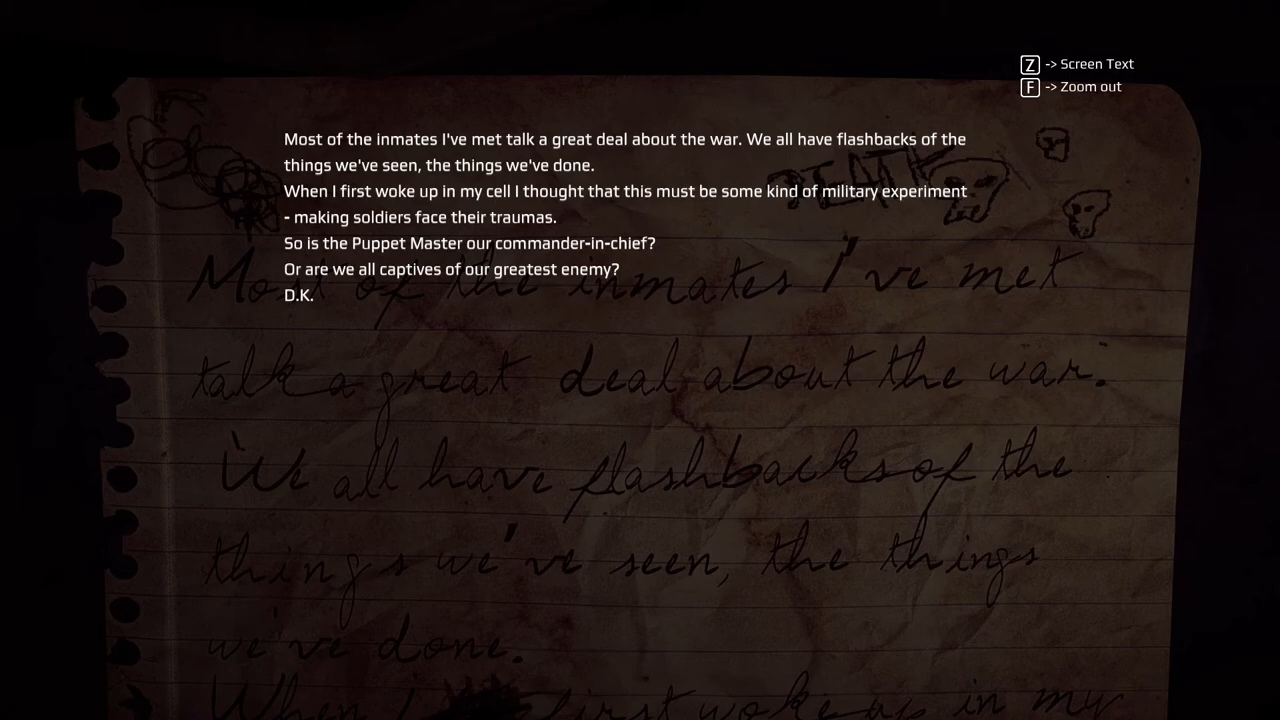 Z -> Screen Text
F -> Zoom out
Most of the inmates I've met talk a great deal about the war. We all have flashbacks of the
things we've seen, the things we've done.
When I first woke up in my cell I thought that this must be some kind of military experiment
- making soldiers face their traumas.
So is the Puppet Master our commander-in-chief?
Or are we all captives of our greatest enemy?
D.K.
DEATH
Most of the inmates I've met
talk a great deal about the war.
We all have flashbacks of the
things we've seen, the things
we've done.
When I first woke up in my